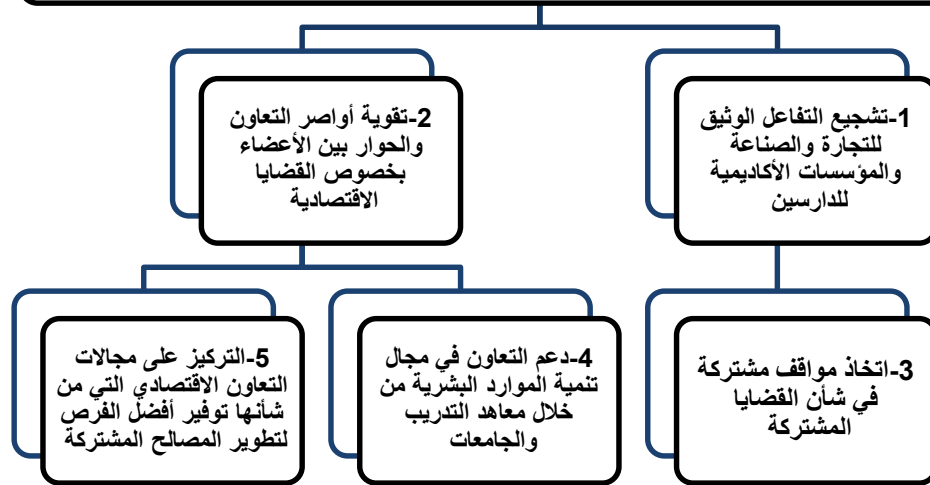 1-تشجيع التفاعل الوثيق
للتجارة والصناعة
والمؤسسات الأكاديمية
للدارسين
2-تقوية أواصر التعاون
والحوار بين الأعضاء
بخصوص القضايا
الاقتصادية
3-اتخاذ مواقف مشتركة
في شأن القضايا
المشتركة
4-دعم التعاون في مجال
تنمية الموارد البشرية من
خلال معاهد التدريب
والجامعات
5-التركيز على مجالات
التعاون الاقتصادي التي من
شأنها توفير أفضل الفرص
لتطوير المصالح المشتركة